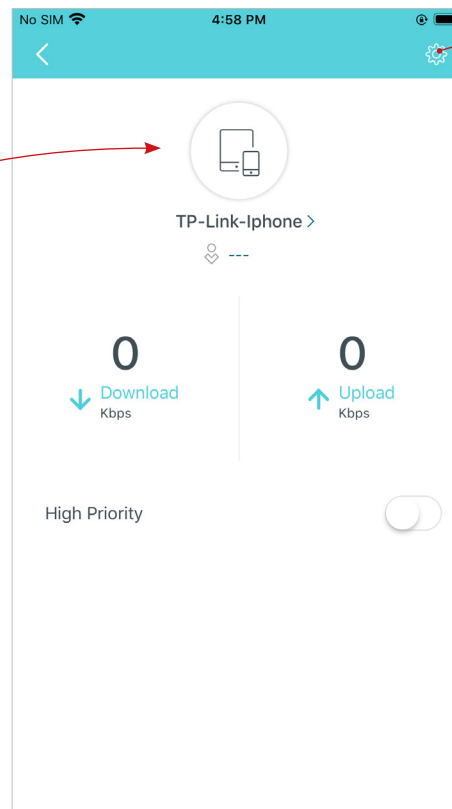 No SIM 4:58 PM
TP-Link-Iphone >
---
0 0
Download Upload
Kbps Kbps
High Priority